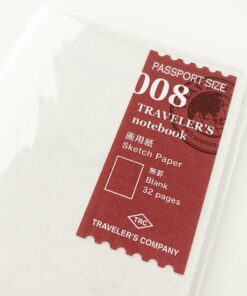 PASSPORT SIZE
008
TRAVELER'S
notebook
画用紙
Sketch Paper
無罫
Blank
32 pages
TRC
TRAVELER'S COMPANY